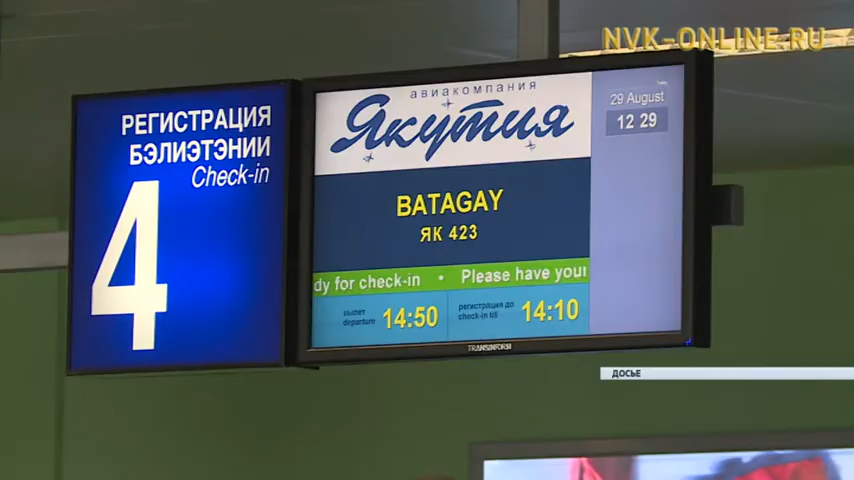 NVK-ONLINE.RU
РЕГИСТРАЦИЯ
БЭЛИЭТЭНИИ
Check-in
4
авиакомпания
Якутия
29 August
12 29
BATAGAY
ЯК 423
dy for check-in • Please have your
вылет
departure
14:50
регистрация до
check-in till
14:10
TRANSINFORM
ДОСЬЕ